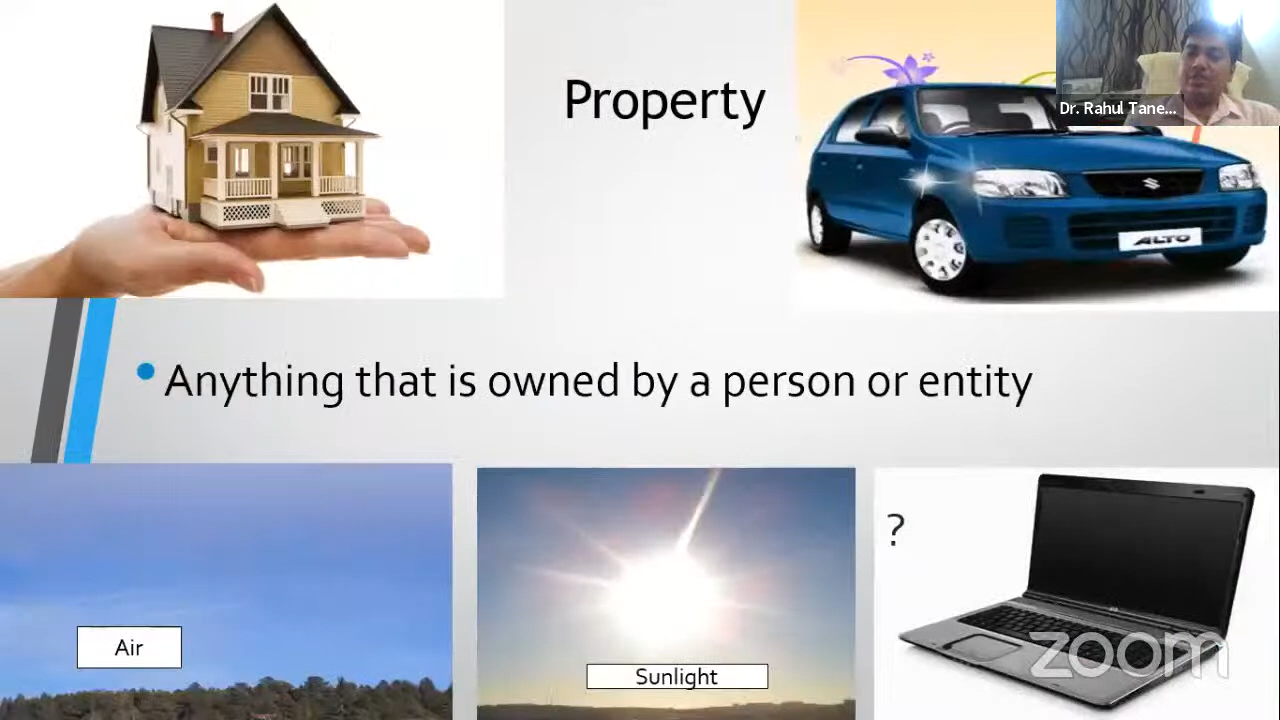 Property
Dr. Rahul Tane...
ALTO
Anything that is owned by a person or entity
Air
Sunlight
?
zoom